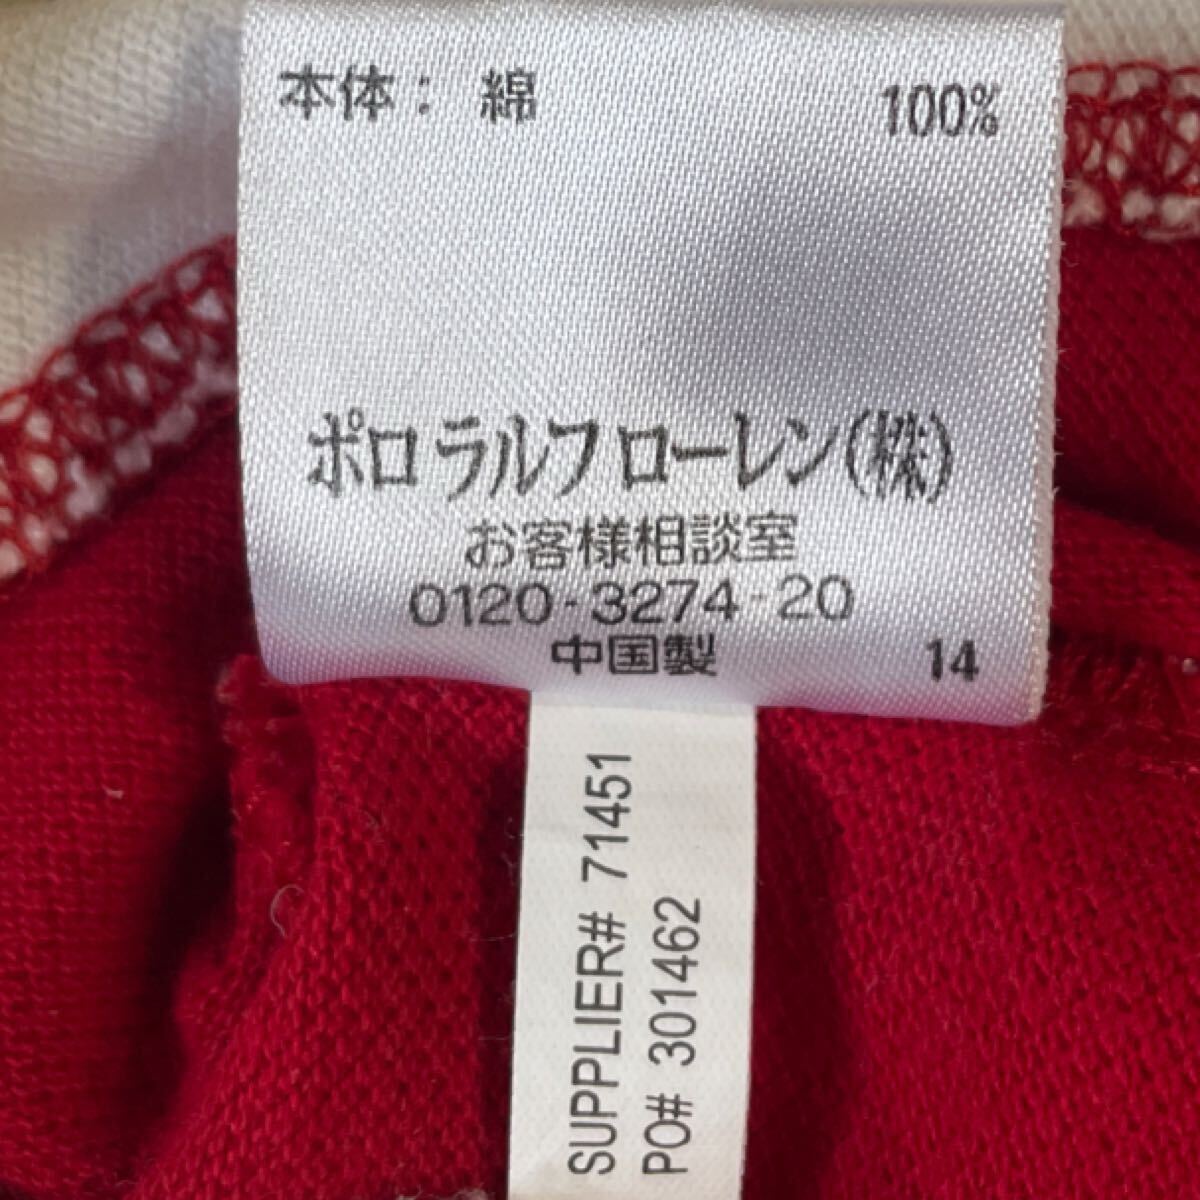 本体: 綿 100%
ポロ ラルフ ローレン(株)
お客様相談室
0120-3274-20
中国製 14
SUPPLIER# 71451
PO# 301462